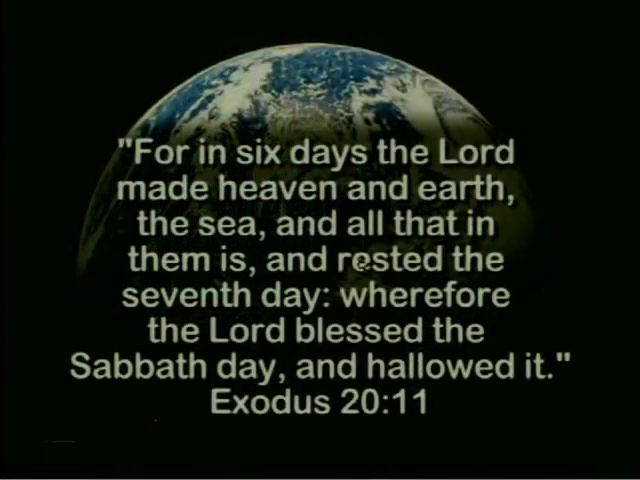 "For in six days the Lord
made heaven and earth,
the sea, and all that in
them is, and rested the
seventh day: wherefore
the Lord blessed the
Sabbath day, and hallowed it."
Exodus 20:11